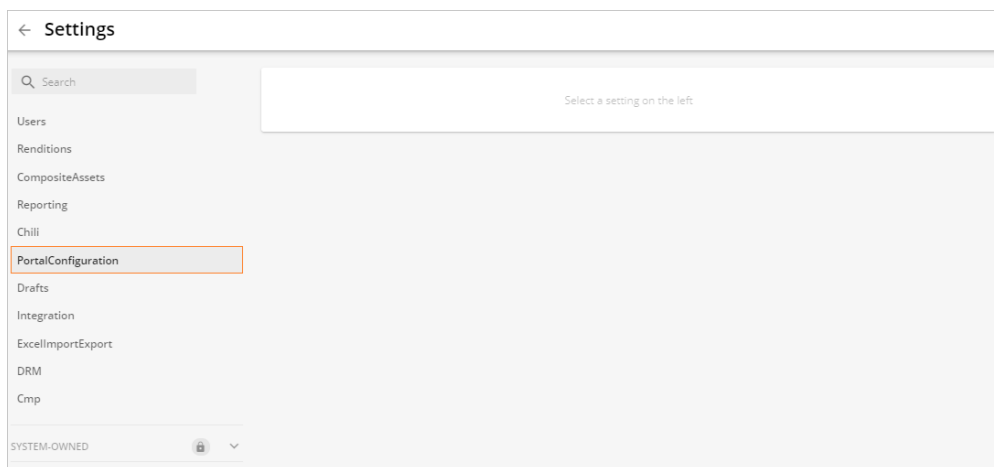 Settings
Search
Select a setting on the left
Users
Renditions
CompositeAssets
Reporting
Chili
PortalConfiguration
Drafts
Integration
ExcelImportExport
DRM
Cmp
SYSTEM-OWNED